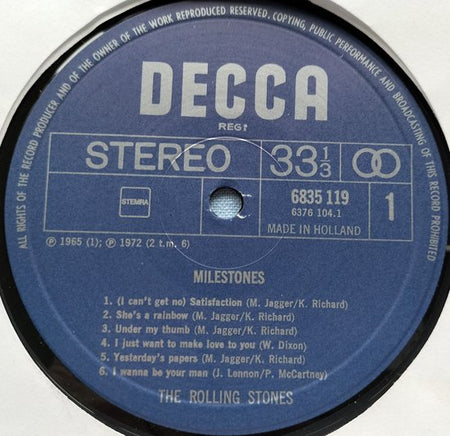 ALL RIGHTS OF THE RECORD PRODUCER AND OF THE OWNER OF THE WORK REPRODUCED RESERVED. COPYING, PUBLIC PERFORMANCE AND BROADCASTING OF THIS RECORD PROHIBITED
DECCA
REGD
STEREO 33 1/3
STEMRA
6835 119
6376 104.1
1
MADE IN HOLLAND
℗ 1965 (1); ℗ 1972 (2 t.m. 6)
MILESTONES
1. (I can't get no) Satisfaction (M. Jagger/K. Richard)
2. She's a rainbow (M. Jagger/K. Richard)
3. Under my thumb (M. Jagger/K. Richard)
4. I just want to make love to you (W. Dixon)
5. Yesterday's papers (M. Jagger/K. Richard)
6. I wanna be your man (J. Lennon/P. McCartney)
THE ROLLING STONES